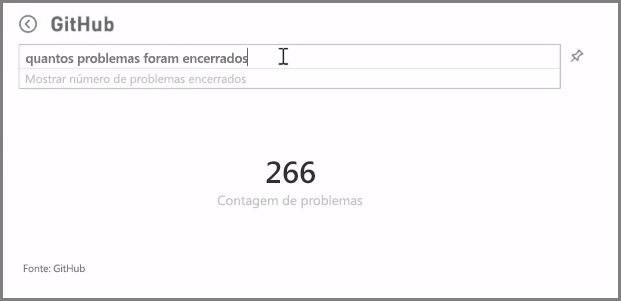 GitHub
quantos problemas foram encerrados
Mostrar número de problemas encerrados
266
Contagem de problemas
Fonte: GitHub